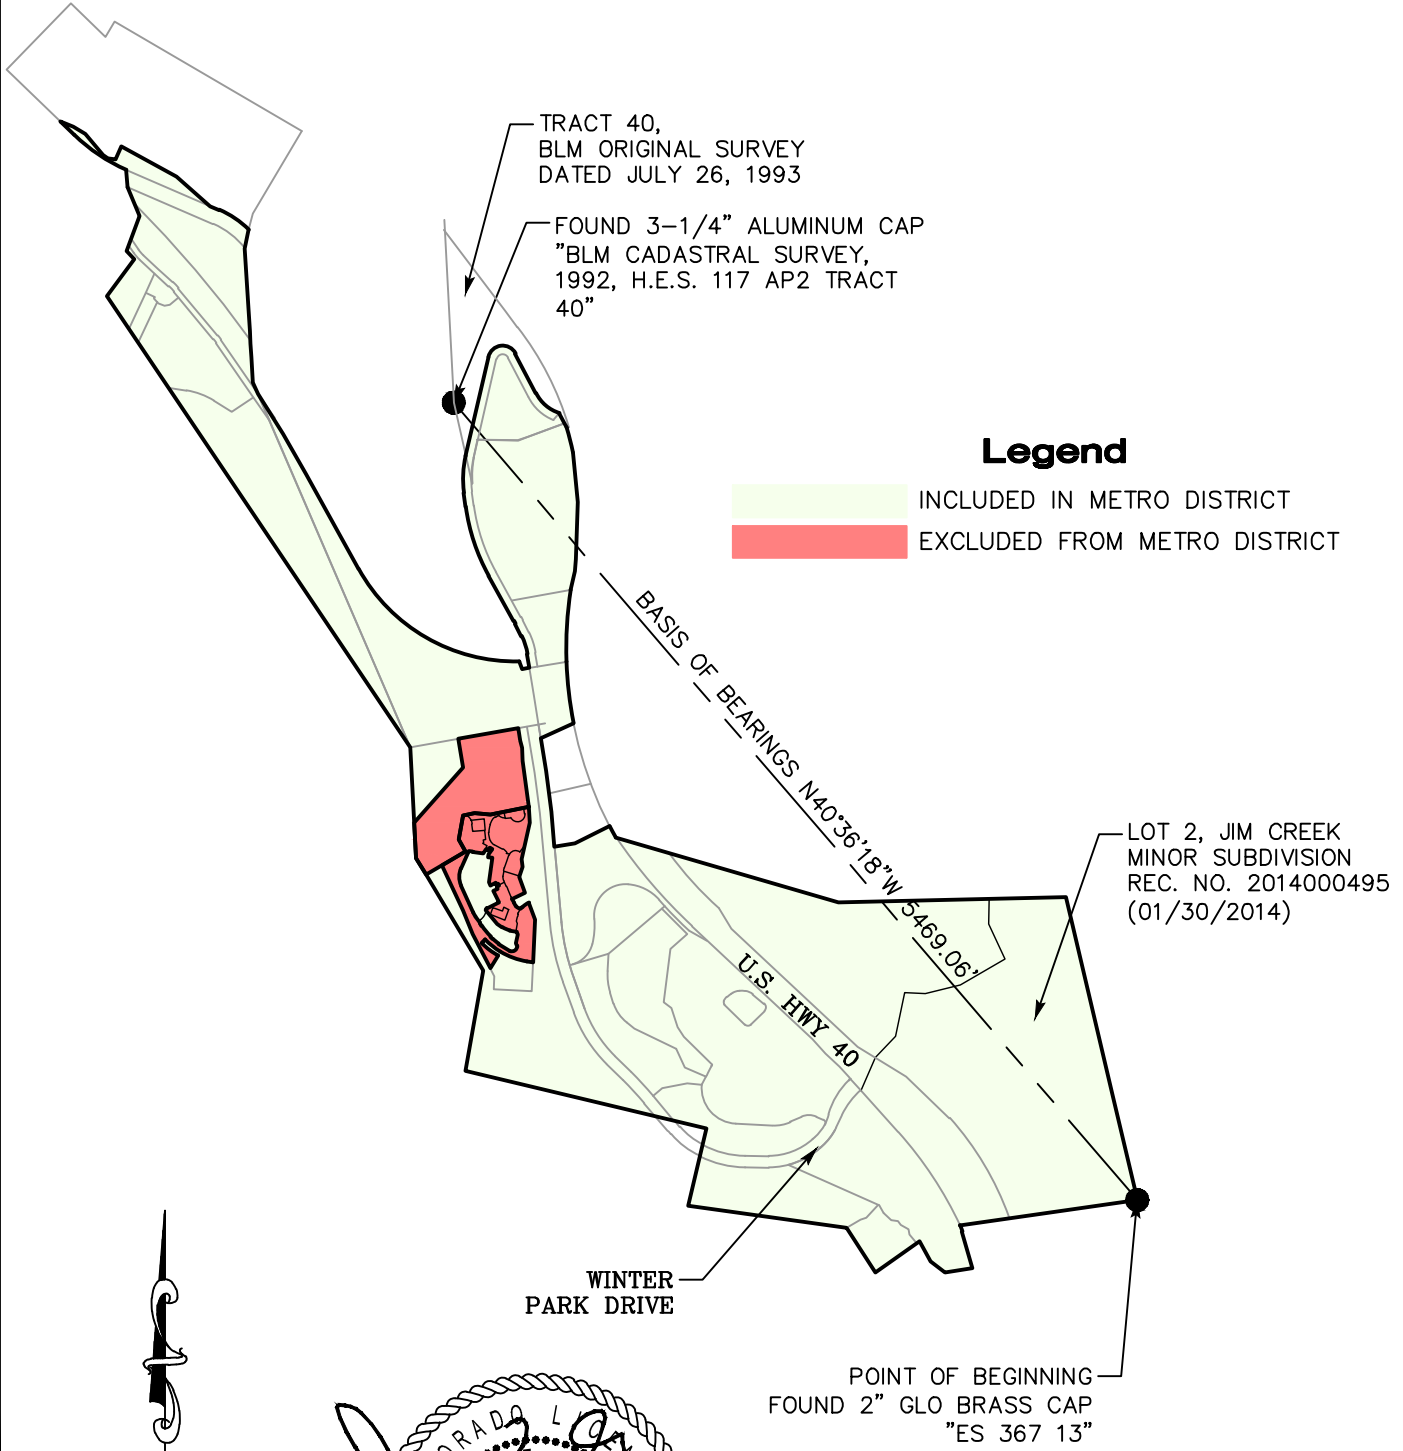 TRACT 40,
BLM ORIGINAL SURVEY
DATED JULY 26, 1993
FOUND 3-1/4" ALUMINUM CAP
"BLM CADASTRAL SURVEY,
1992, H.E.S. 117 AP2 TRACT
40"
Legend
INCLUDED IN METRO DISTRICT
EXCLUDED FROM METRO DISTRICT
BASIS OF BEARINGS N40°36'18"W 5469.06'
LOT 2, JIM CREEK
MINOR SUBDIVISION
REC. NO. 2014000495
(01/30/2014)
U.S. HWY 40
WINTER
PARK DRIVE
POINT OF BEGINNING
FOUND 2" GLO BRASS CAP
"ES 367 13"